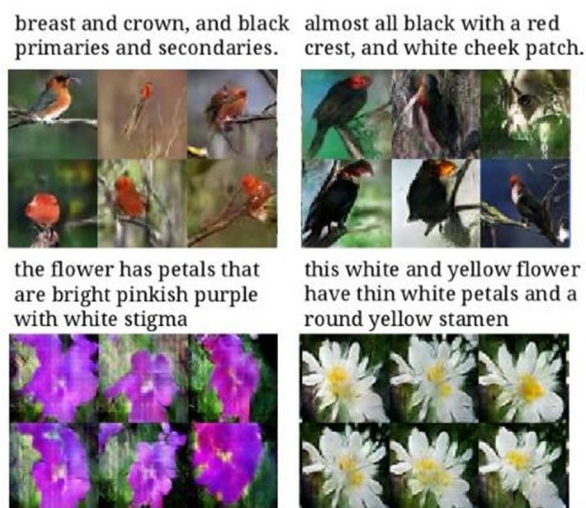 breast and crown, and black
primaries and secondaries.
almost all black with a red
crest, and white cheek patch.
the flower has petals that
are bright pinkish purple
with white stigma
this white and yellow flower
have thin white petals and a
round yellow stamen